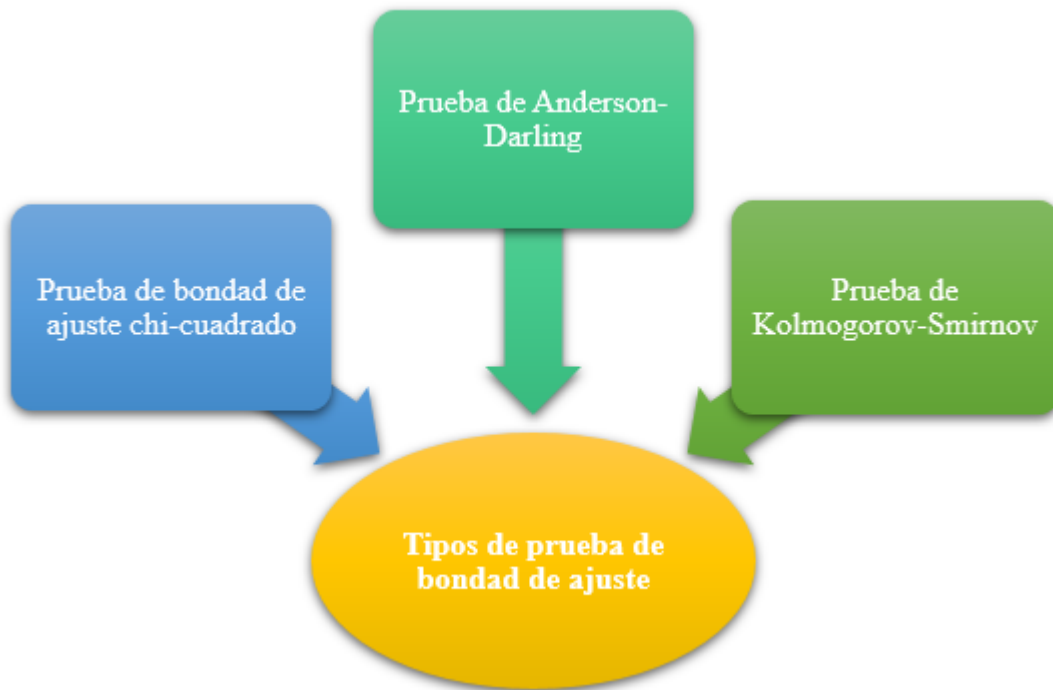 Prueba de Anderson-
Darling
Prueba de bondad de
ajuste chi-cuadrado
Prueba de
Kolmogorov-Smirnov
Tipos de prueba de
bondad de ajuste